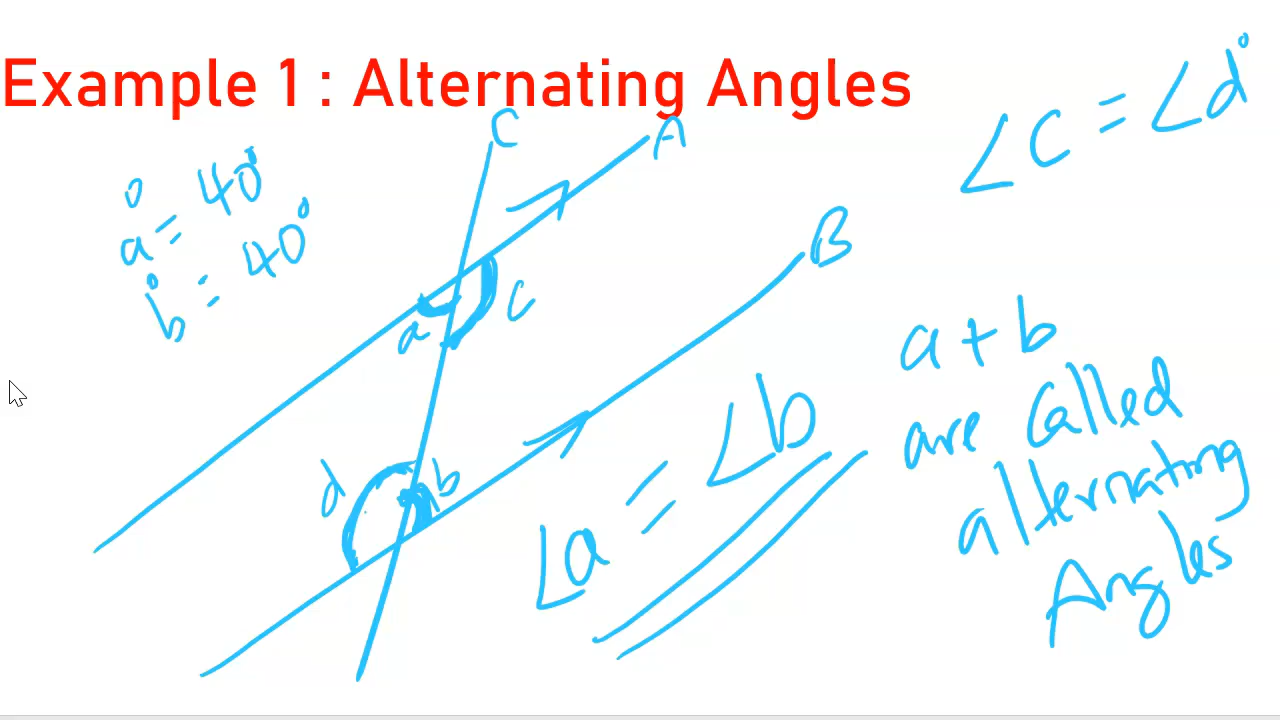 Example 1 : Alternating Angles
∠C = ∠d°
C
A
a° = 40°
b° = 40°
B
a
c
d
b
∠a = ∠b
a + b
are Called
alternating
Angles